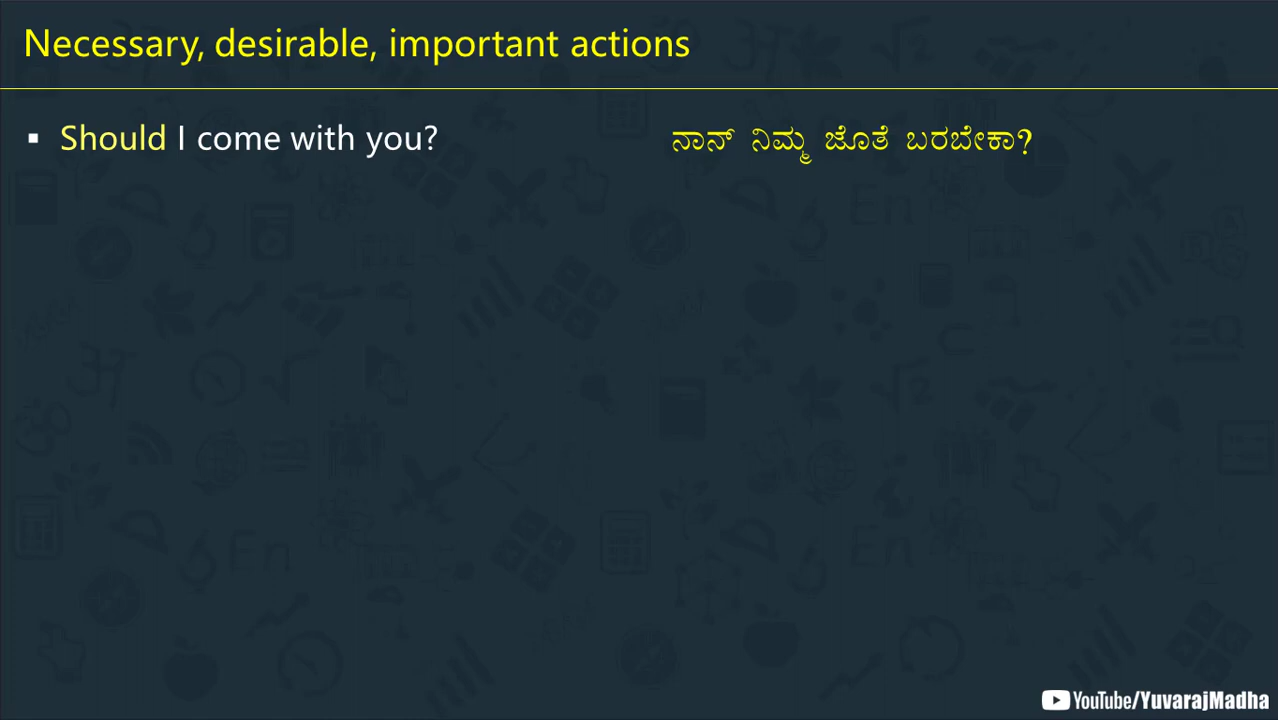 Necessary, desirable, important actions
▪ Should I come with you? ನಾನ್ ನಿಮ್ಮ ಜೊತೆ ಬರಬೇಕಾ?
YouTube/YuvarajMadha